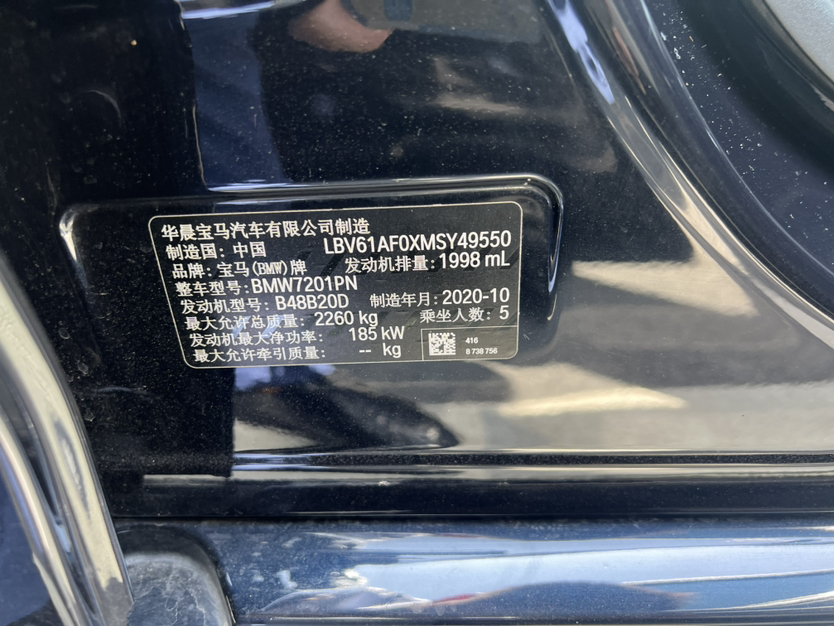 华晨宝马汽车有限公司制造
制造国: 中国 LBV61AF0XMSY49550
品牌: 宝马(BMW)牌 发动机排量: 1998 mL
整车型号: BMW7201PN
发动机型号: B48B20D 制造年月: 2020-10
最大允许总质量: 2260 kg 乘坐人数: 5
发动机最大净功率: 185 kW
最大允许牵引质量: -- kg
416
8 738 756